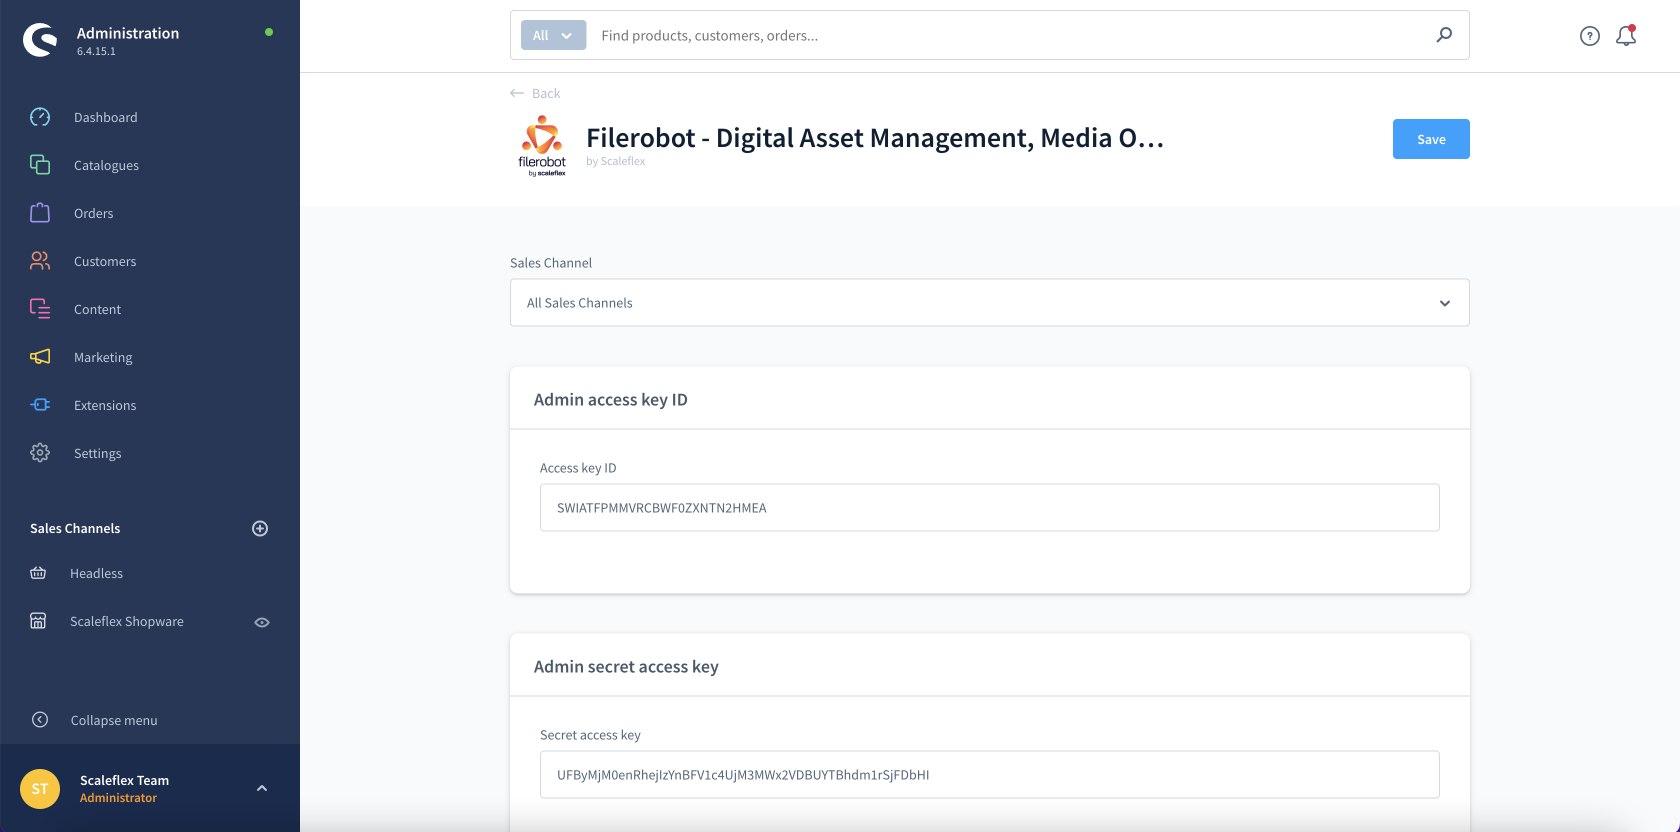 Administration
6.4.15.1
Dashboard
Catalogues
Orders
Customers
Content
Marketing
Extensions
Settings
Sales Channels
Headless
Scaleflex Shopware
Collapse menu
ST
Scaleflex Team
Administrator
All
Find products, customers, orders...
Back
filerobot
by scaleflex
Filerobot - Digital Asset Management, Media O...
by Scaleflex
Save
Sales Channel
All Sales Channels
Admin access key ID
Access key ID
SWIATFPMMVRCBWF0ZXNTN2HMEA
Admin secret access key
Secret access key
UFByMjM0enRhejIzYnBFV1c4UjM3MWx2VDBUYTBhdm1rSjFDbHI